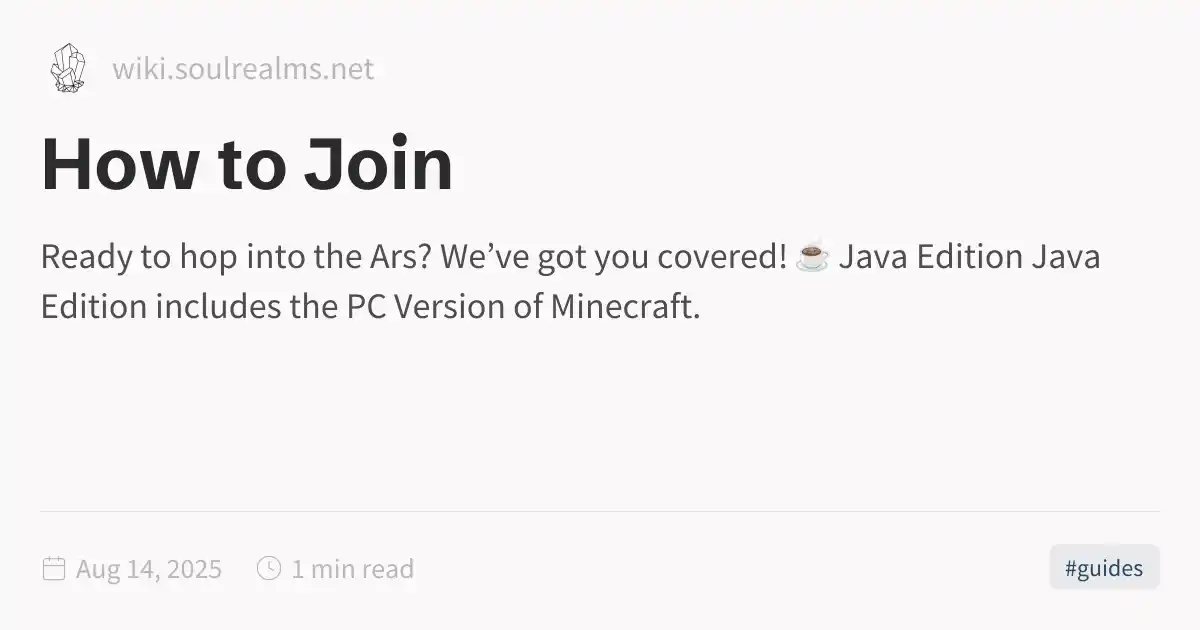 wiki.soulrealms.net
How to Join
Ready to hop into the Ars? We’ve got you covered! ☕ Java Edition Java
Edition includes the PC Version of Minecraft.
Aug 14, 2025
1 min read
#guides